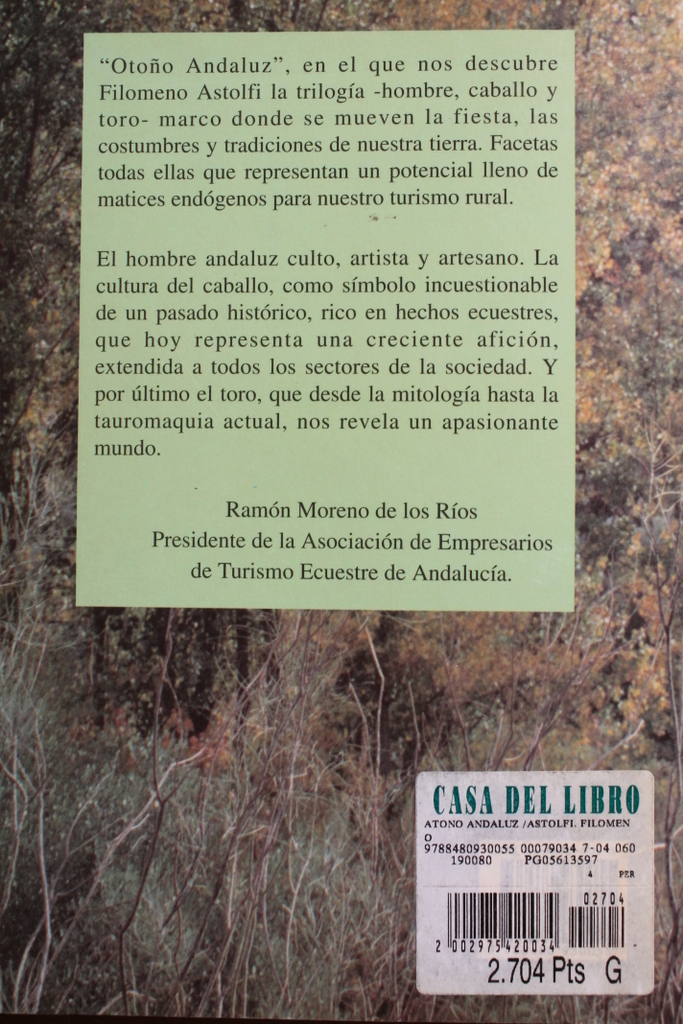 “Otoño Andaluz”, en el que nos descubre
Filomeno Astolfi la trilogía -hombre, caballo y
toro- marco donde se mueven la fiesta, las
costumbres y tradiciones de nuestra tierra. Facetas
todas ellas que representan un potencial lleno de
matices endógenos para nuestro turismo rural.
El hombre andaluz culto, artista y artesano. La
cultura del caballo, como símbolo incuestionable
de un pasado histórico, rico en hechos ecuestres,
que hoy representa una creciente afición,
extendida a todos los sectores de la sociedad. Y
por último el toro, que desde la mitología hasta la
tauromaquia actual, nos revela un apasionante
mundo.
Ramón Moreno de los Ríos
Presidente de la Asociación de Empresarios
de Turismo Ecuestre de Andalucía.
CASA DEL LIBRO
ATONO ANDALUZ /ASTOLFI. FILOMEN
O
9788480930055 00079034 7-04 060
190080 PG05613597
4 PER
02704
2 002975 420034
2.704 Pts G